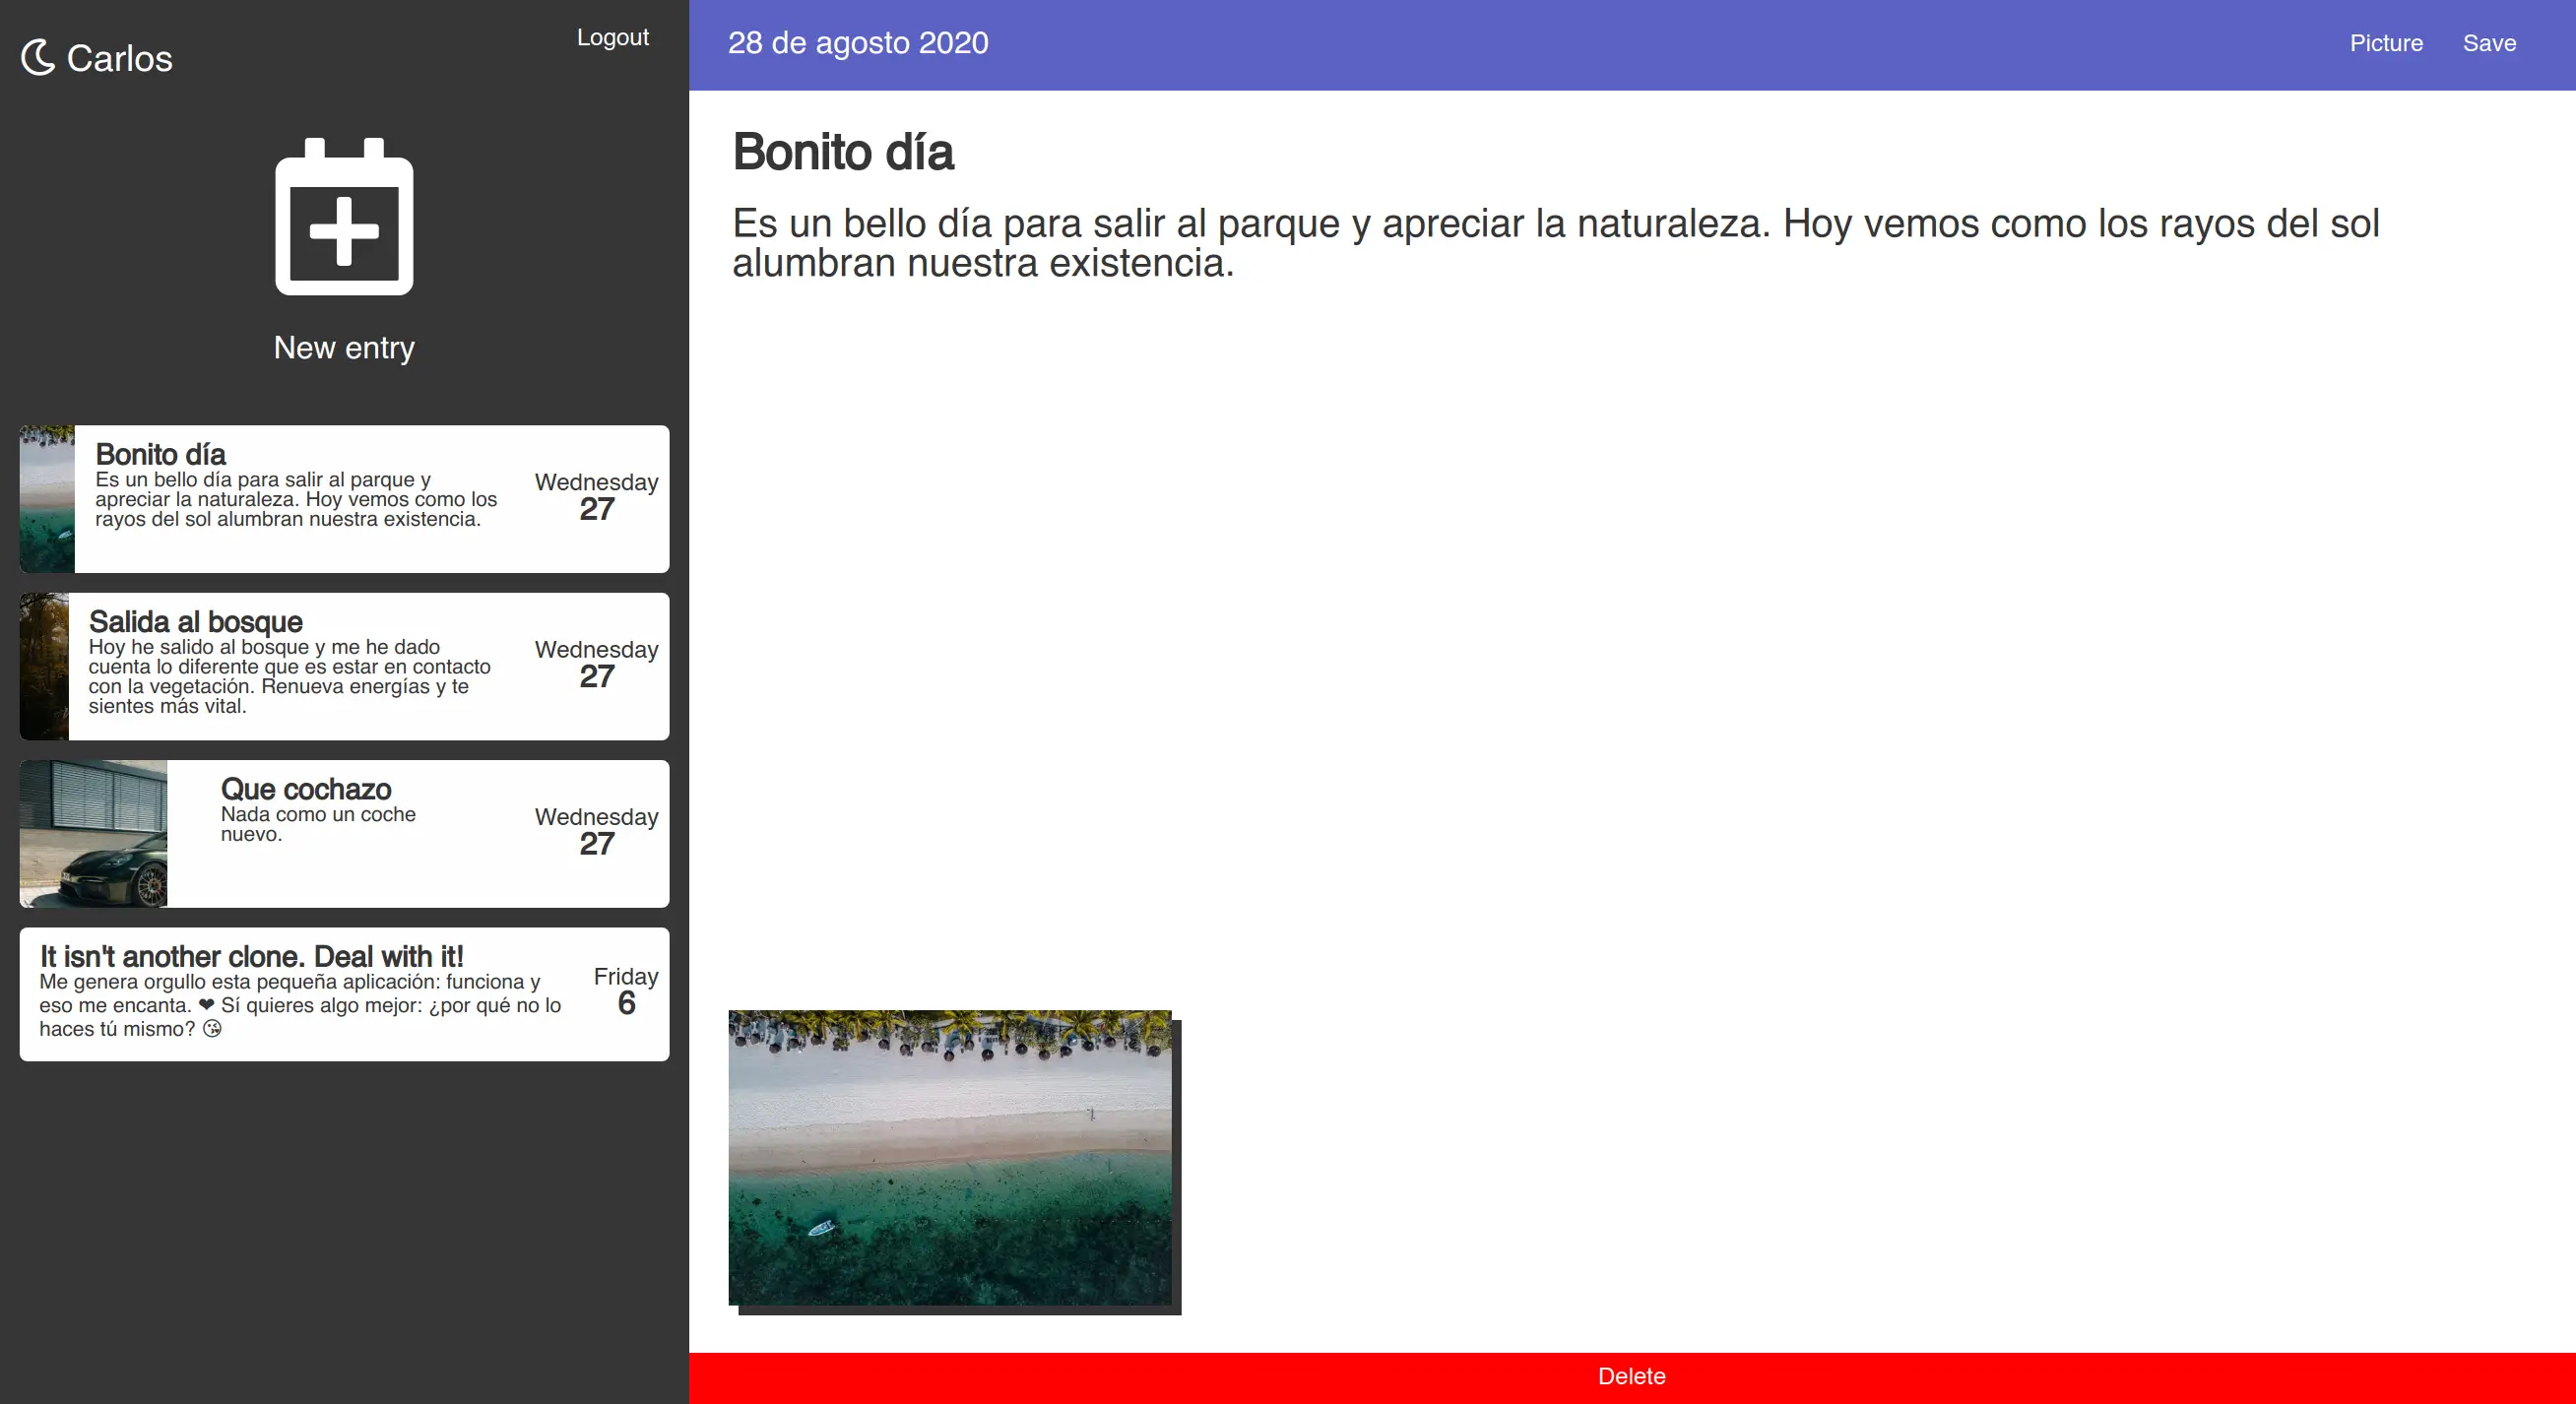 Carlos
Logout
New entry
Bonito día
Es un bello día para salir al parque y
apreciar la naturaleza. Hoy vemos como los
rayos del sol alumbran nuestra existencia.
Wednesday
27
Salida al bosque
Hoy he salido al bosque y me he dado
cuenta lo diferente que es estar en contacto
con la vegetación. Renueva energías y te
sientes más vital.
Wednesday
27
Que cochazo
Nada como un coche
nuevo.
Wednesday
27
It isn't another clone. Deal with it!
Me genera orgullo esta pequeña aplicación: funciona y
eso me encanta. ❤ Sí quieres algo mejor: ¿por qué no lo
haces tú mismo? 😘
Friday
6
28 de agosto 2020
Picture
Save
Bonito día
Es un bello día para salir al parque y apreciar la naturaleza. Hoy vemos como los rayos del sol
alumbran nuestra existencia.
Delete